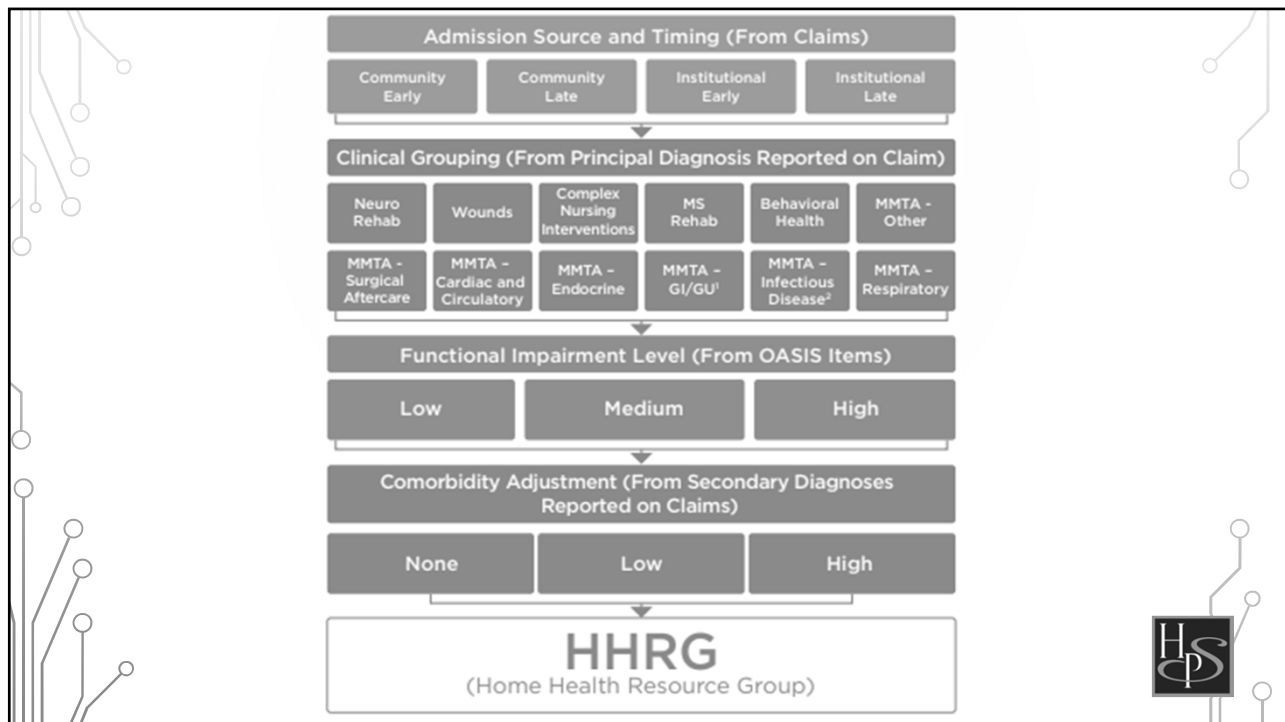 Admission Source and Timing (From Claims)
Community
Early
Community
Late
Institutional
Early
Institutional
Late
Clinical Grouping (From Principal Diagnosis Reported on Claim)
Neuro
Rehab
Wounds
Complex
Nursing
Interventions
MS
Rehab
Behavioral
Health
MMTA -
Other
MMTA -
Surgical
Aftercare
MMTA –
Cardiac and
Circulatory
MMTA –
Endocrine
MMTA –
GI/GU¹
MMTA –
Infectious
Disease²
MMTA –
Respiratory
Functional Impairment Level (From OASIS Items)
Low
Medium
High
Comorbidity Adjustment (From Secondary Diagnoses
Reported on Claims)
None
Low
High
HHRG
(Home Health Resource Group)
HPS